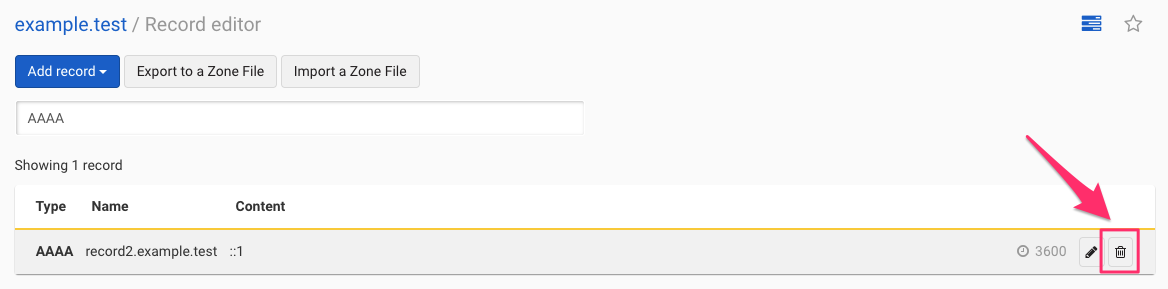 example.test / Record editor
Add record Export to a Zone File Import a Zone File
AAAA
Showing 1 record
Type Name Content
AAAA record2.example.test ::1 3600